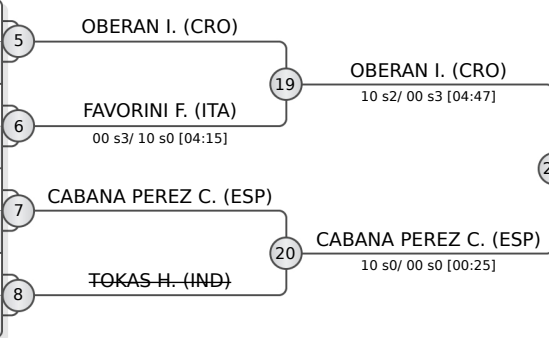 OBERAN I. (CRO)
5
19
OBERAN I. (CRO)
10 s2/ 00 s3 [04:47]
FAVORINI F. (ITA)
6
00 s3/ 10 s0 [04:15]
CABANA PEREZ C. (ESP)
7
20
CABANA PEREZ C. (ESP)
10 s0/ 00 s0 [00:25]
TOKAS H. (IND)
8